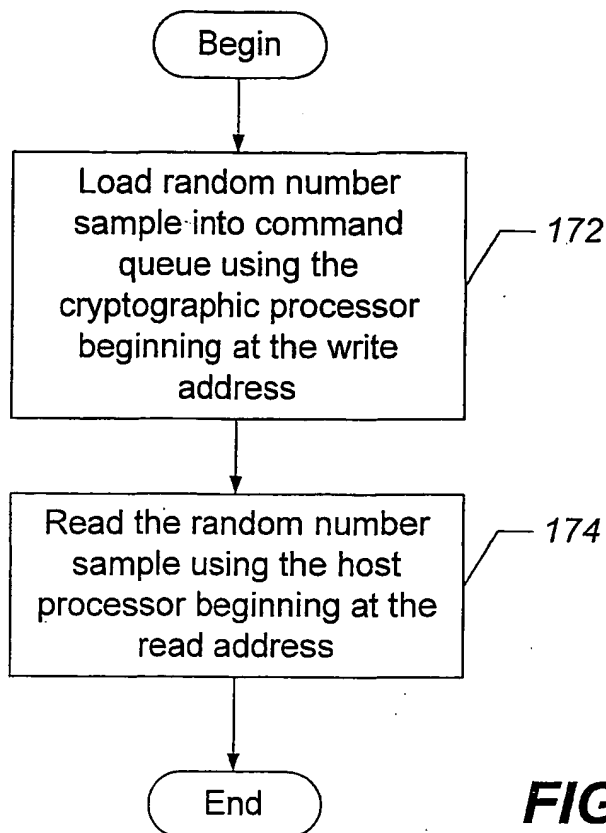 Begin
Load random number
sample into command
queue using the
cryptographic processor
beginning at the write
address
172
Read the random number
sample using the host
processor beginning at the
read address
174
End
FIG